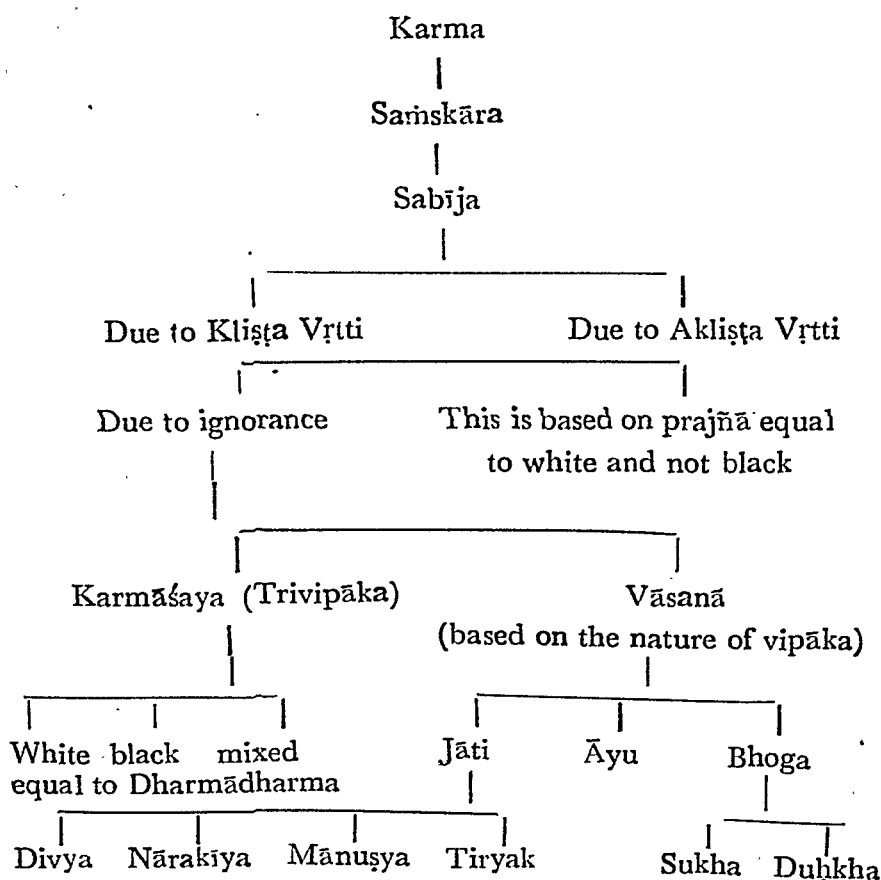 Karma
Saṁskāra
Sabīja
Due to Kliṣṭa Vṛtti Due to Akliṣṭa Vṛtti
Due to ignorance This is based on prajñā equal
to white and not black
Karmāśaya (Trivipāka) Vāsanā
(based on the nature of vipāka)
White black mixed Jāti Āyu Bhoga
equal to Dharmādharma
Divya Nārakīya Mānuṣya Tiryak Sukha Duḥkha